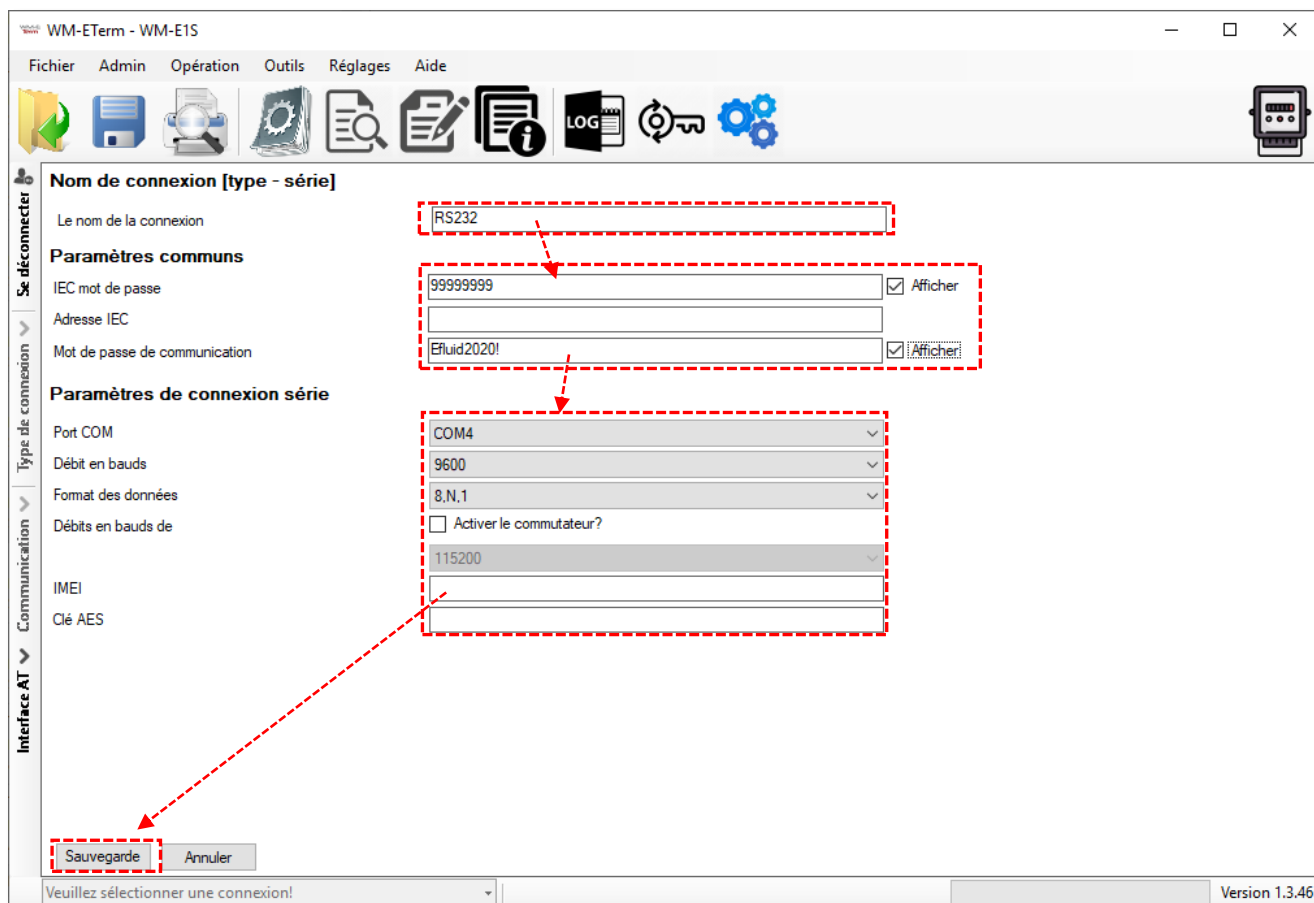 WM-ETerm - WM-E1S
Fichier Admin Opération Outils Réglages Aide
LOG
Se déconnecter
Type de connexion
Communication
Interface AT
Nom de connexion [type - série]
Le nom de la connexion RS232
Paramètres communs
IEC mot de passe 99999999 Afficher
Adresse IEC
Mot de passe de communication Efluid2020! Afficher
Paramètres de connexion série
Port COM COM4
Débit en bauds 9600
Format des données 8,N,1
Débits en bauds de Activer le commutateur?
115200
IMEI
Clé AES
Sauvegarde Annuler
Veuillez sélectionner une connexion! Version 1.3.46